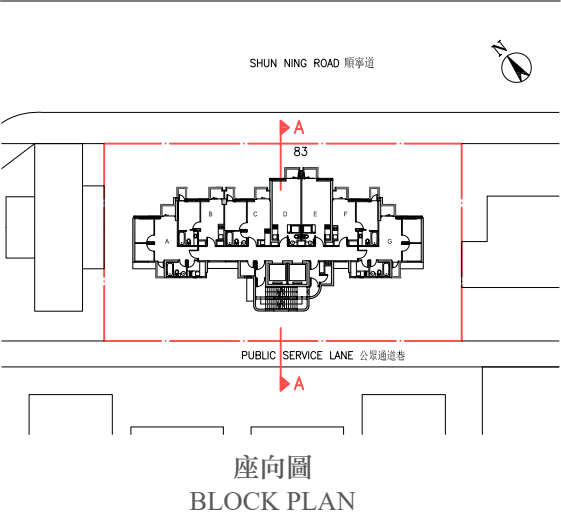 N
SHUN NING ROAD 順寧道
A
83
A B C D E F G
PUBLIC SERVICE LANE 公眾通道巷
A
座向圖
BLOCK PLAN